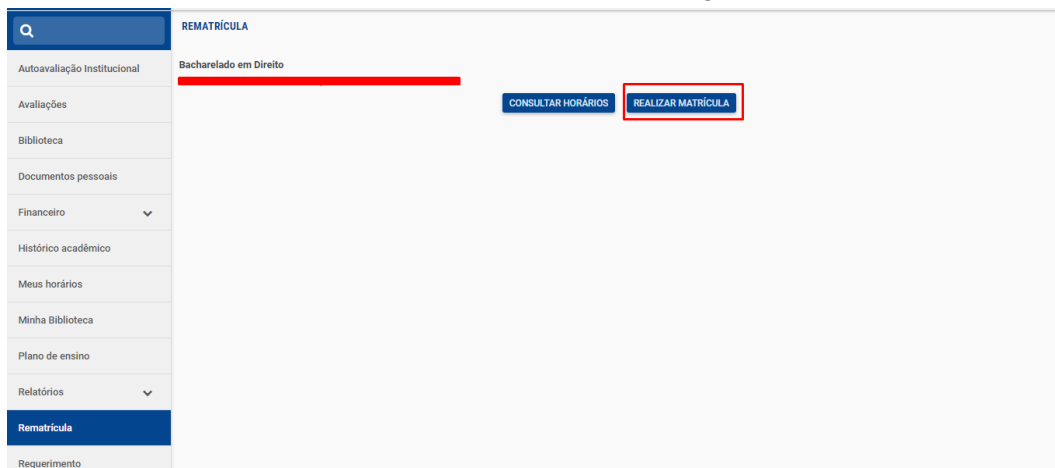 REMATRÍCULA
Autoavaliação Institucional
Avaliações
Biblioteca
Documentos pessoais
Financeiro
Histórico acadêmico
Meus horários
Minha Biblioteca
Plano de ensino
Relatórios
Rematrícula
Requerimento
Bacharelado em Direito
CONSULTAR HORÁRIOS
REALIZAR MATRÍCULA